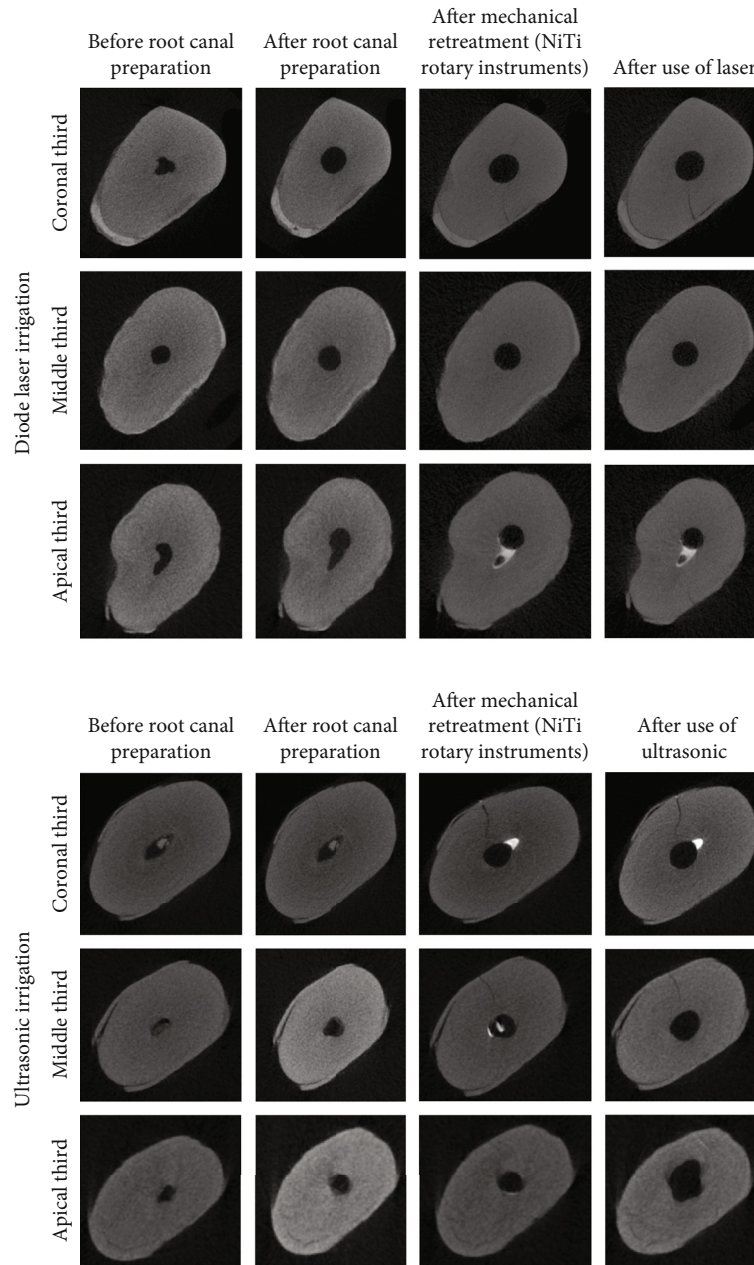 Before root canal
preparation
After root canal
preparation
After mechanical
retreatment (NiTi
rotary instruments)
After use of laser
Diode laser irrigation
Coronal third
Middle third
Apical third
Before root canal
preparation
After root canal
preparation
After mechanical
retreatment (NiTi
rotary instruments)
After use of
ultrasonic
Ultrasonic irrigation
Coronal third
Middle third
Apical third